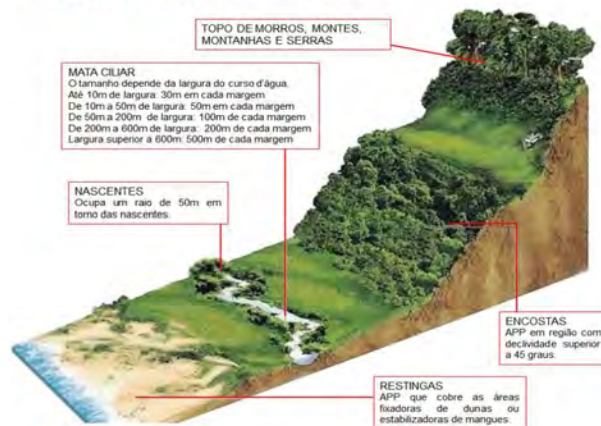 TOPO DE MORROS, MONTES,
MONTANHAS E SERRAS
MATA CILIAR
O tamanho depende da largura do curso d'água.
Até 10m de largura: 30m em cada margem
De 10m a 50m de largura: 50m em cada margem
De 50m a 200m de largura: 100m de cada margem
De 200m a 600m de largura: 200m de cada margem
Largura superior a 600m: 500m de cada margem
NASCENTES
Ocupa um raio de 50m em
torno das nascentes.
ENCOSTAS
APP em região com
declividade superior
a 45 graus.
RESTINGAS
APP que cobre as áreas
fixadoras de dunas ou
estabilizadoras de mangues.